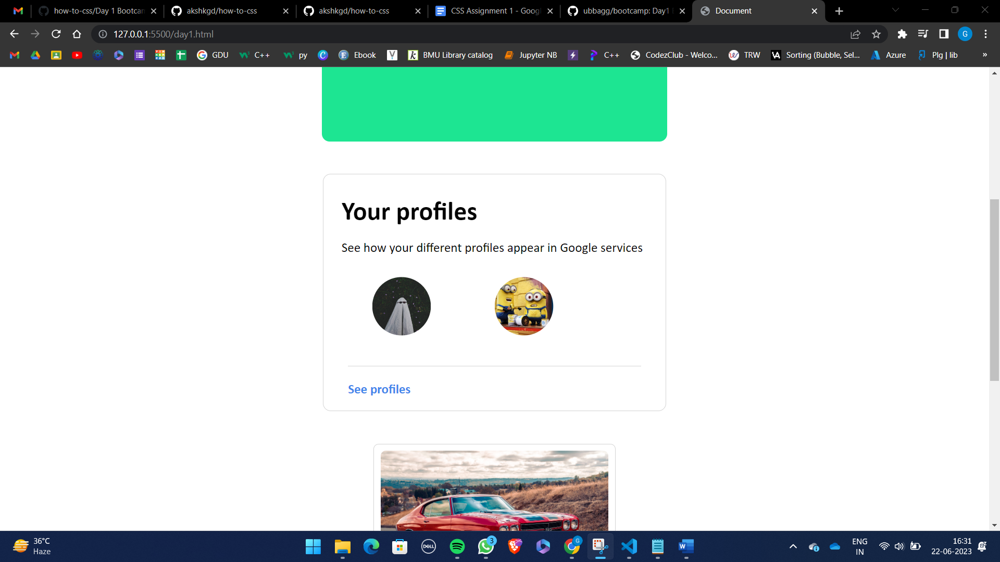 how-to-css/Day 1 Bootcam
akshkgd/how-to-css
akshkgd/how-to-css
CSS Assignment 1 - Goog
ubbagg/bootcamp: Day1
Document
127.0.0.1:5500/day1.html
G
GDU
C++
py
Ebook
BMU Library catalog
Jupyter NB
C++
CodezClub - Welco...
TRW
Sorting (Bubble, Sel...
Azure
Plg | lib
»
Your profiles
See how your different profiles appear in Google services
See profiles
36°C
Haze
DELL
3
G
ENG
IN
16:31
22-06-2023